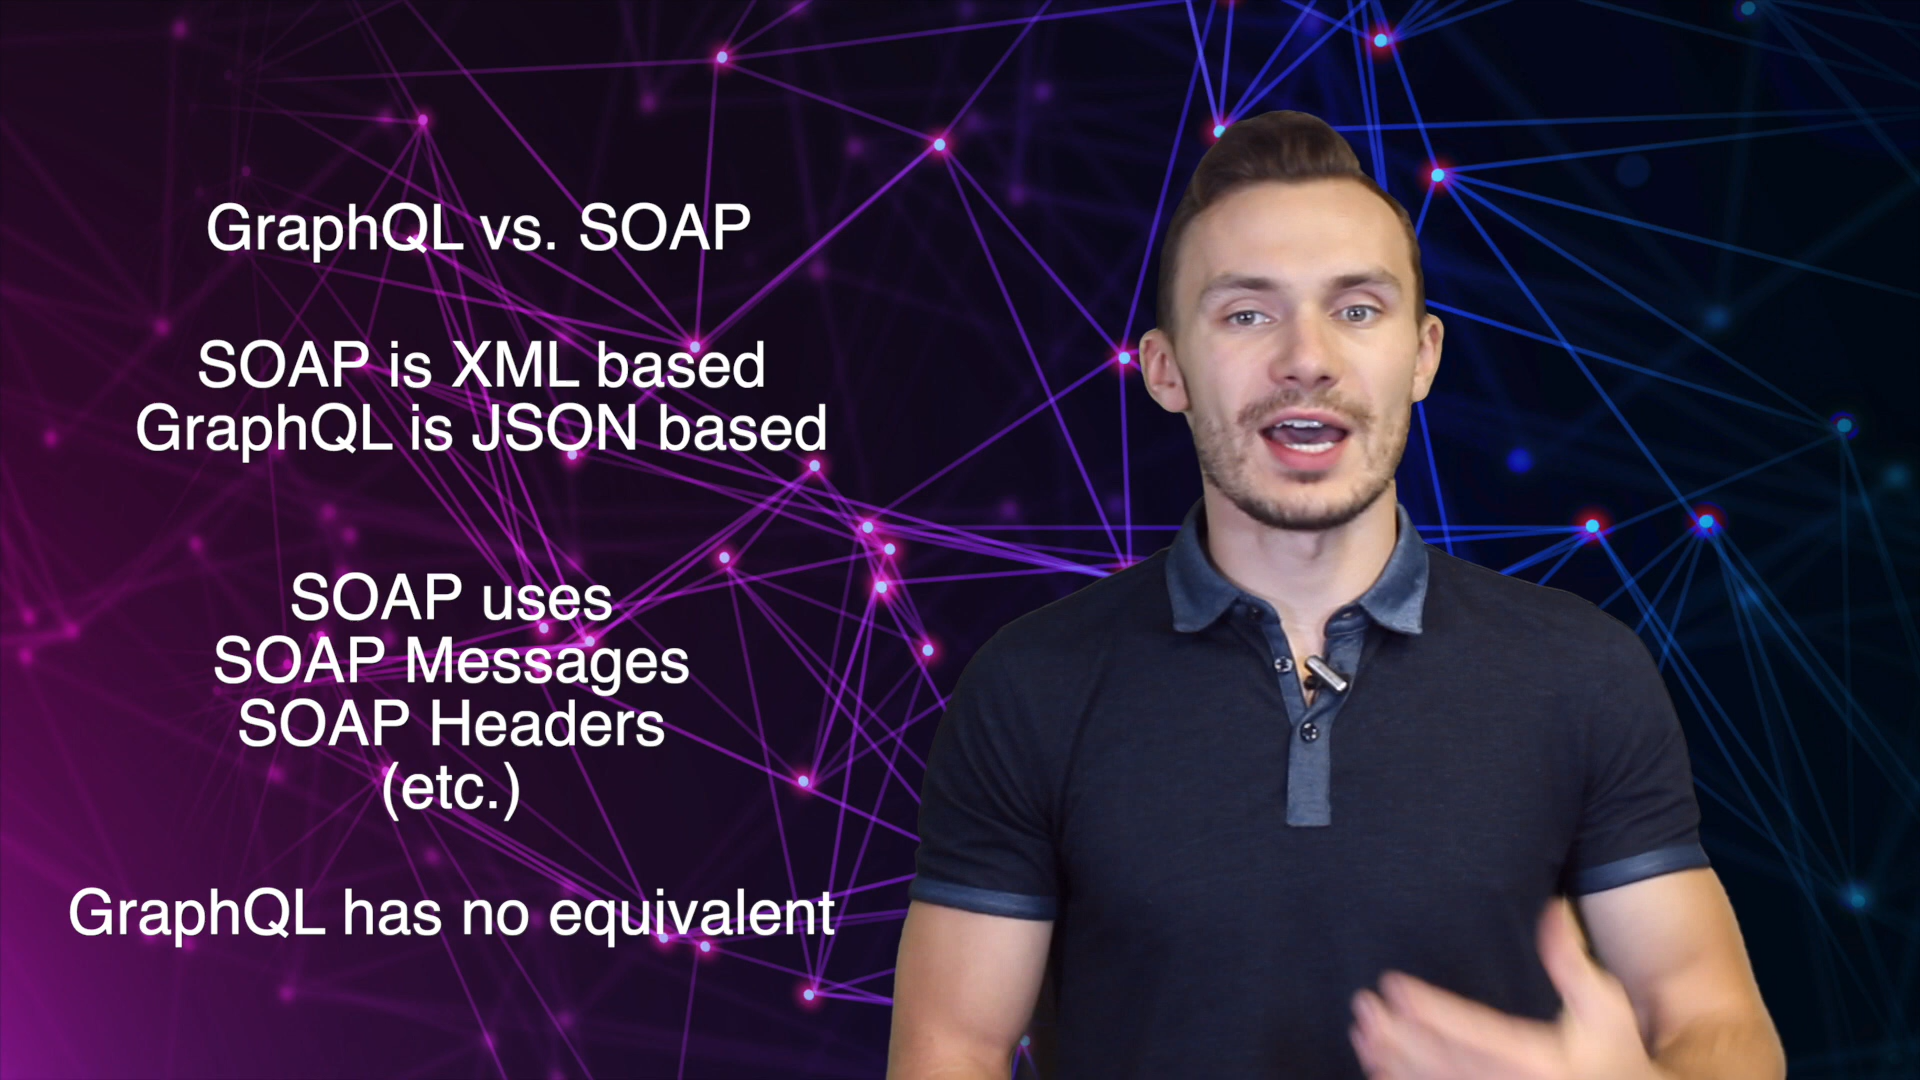 GraphQL vs. SOAP
SOAP is XML based
GraphQL is JSON based
SOAP uses
SOAP Messages
SOAP Headers
(etc.)
GraphQL has no equivalent